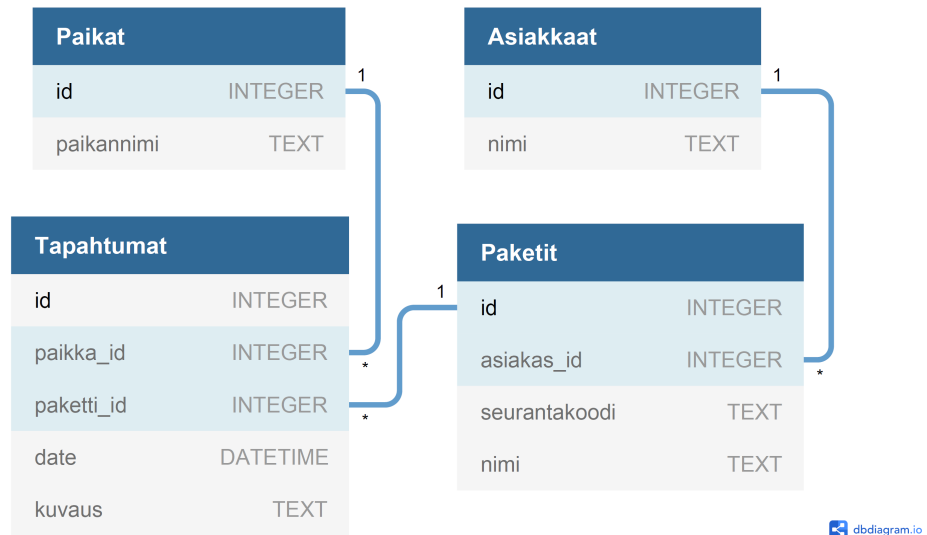 Paikat
id INTEGER
paikannimi TEXT
1
Asiakkaat
id INTEGER
nimi TEXT
1
Tapahtumat
id INTEGER
paikka_id INTEGER
*
paketti_id INTEGER
*
date DATETIME
kuvaus TEXT
Paketit
1
id INTEGER
asiakas_id INTEGER
*
seurantakoodi TEXT
nimi TEXT
dbdiagram.io